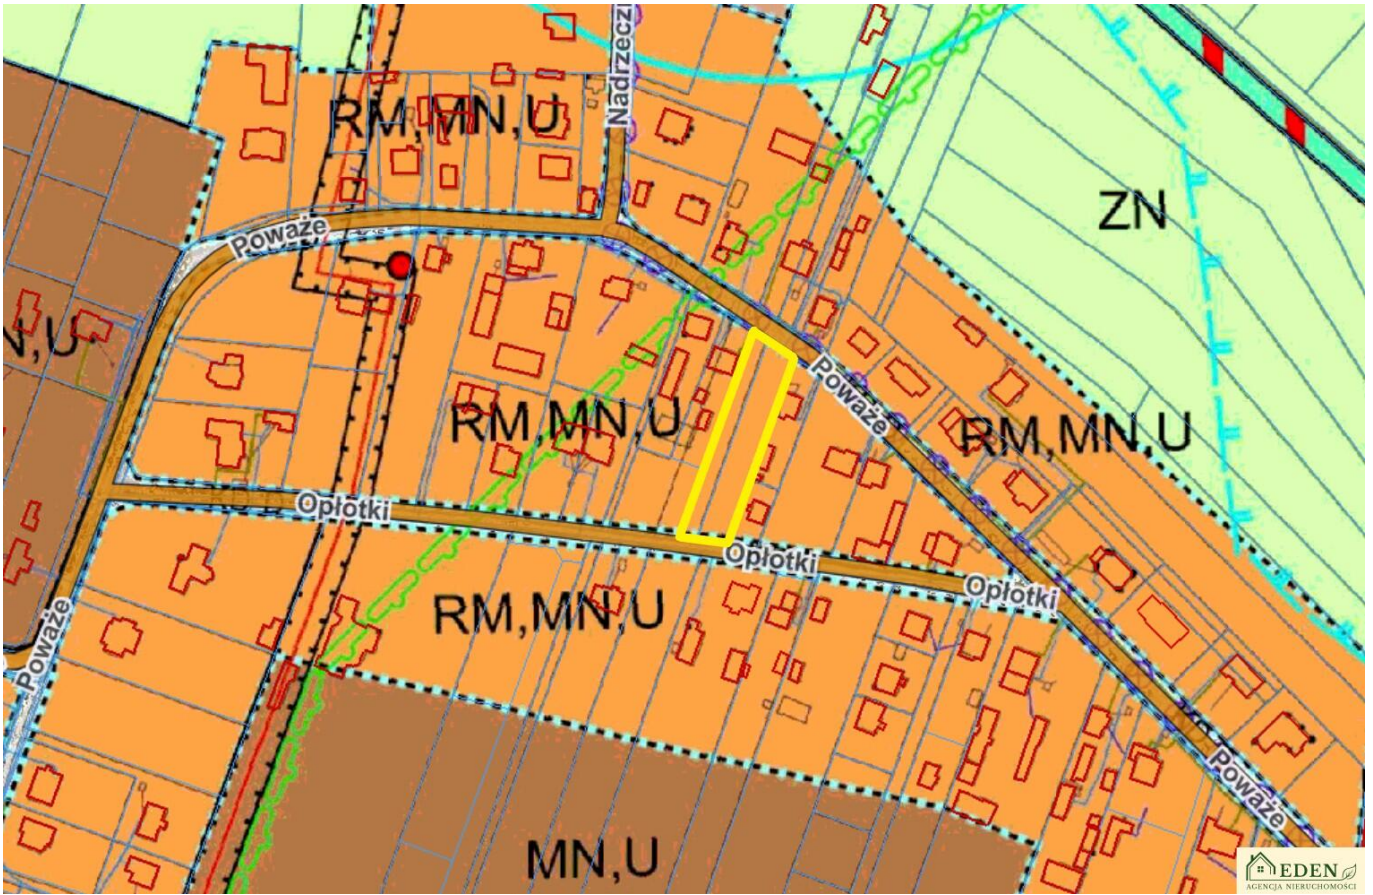 Nadrzeczn
RM,MN,U
ZN
Poważe
N,U
Poważe
RM,MN,U
RM,MN,U
Opłotki
Opłotki
Opłotki
RM,MN,U
Poważe
Poważe
MN,U
EDEN
AGENCJA NIERUCHOMOŚCI